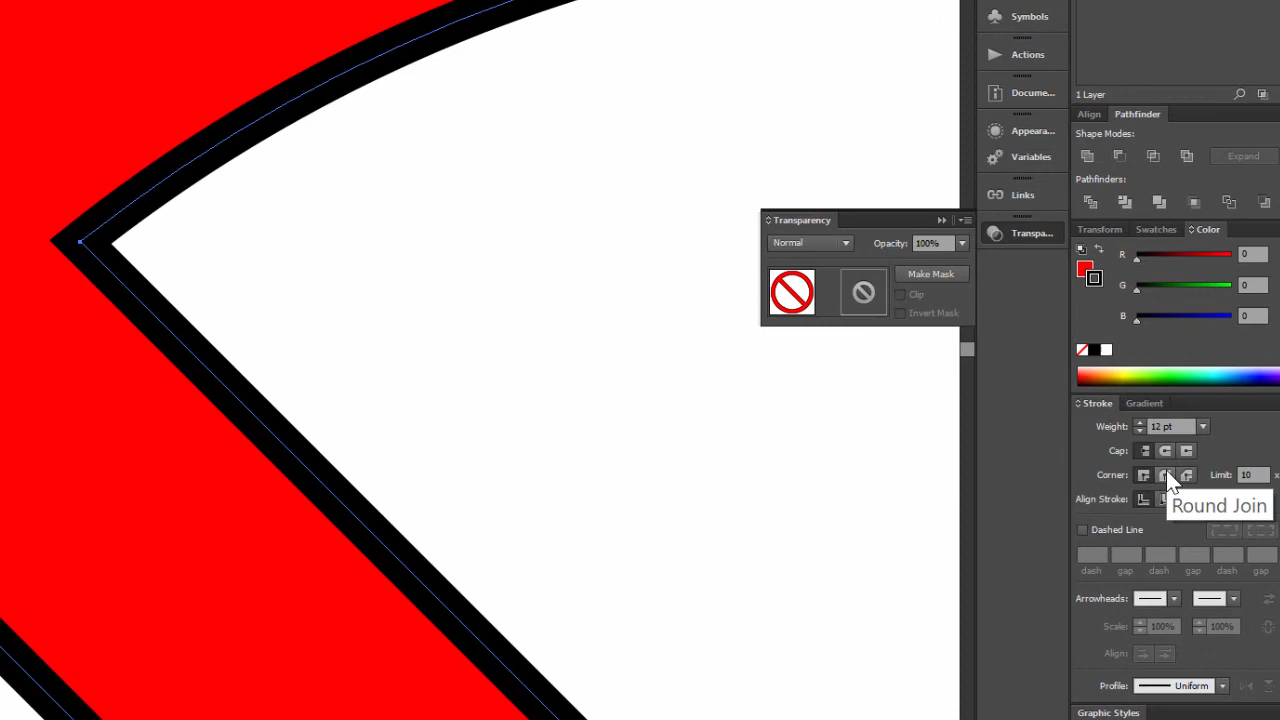 Symbols
Actions
Docume...
Appeara...
Variables
Links
Transpa...
1 Layer
Align Pathfinder
Shape Modes:
Expand
Pathfinders:
Transform Swatches Color
R 0
G 0
B 0
Transparency
Normal Opacity: 100%
Make Mask
Clip
Invert Mask
Stroke Gradient
Weight: 12 pt
Cap:
Corner: Limit: 10 x
Align Stroke:
Round Join
Dashed Line
dash gap dash gap dash gap
Arrowheads:
Scale: 100% 100%
Align:
Profile: Uniform
Graphic Styles